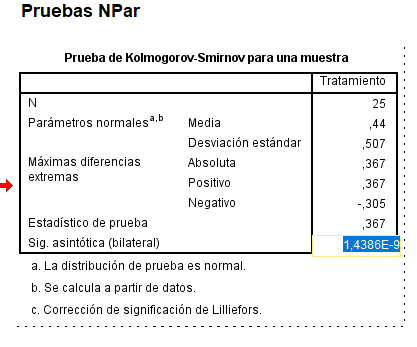 Pruebas NPar
Prueba de Kolmogorov-Smirnov para una muestra
Tratamiento
N 25
Parámetros normales a,b Media ,44
Desviación estándar ,507
Máximas diferencias extremas Absoluta ,367
Positivo ,367
Negativo -,305
Estadístico de prueba ,367
Sig. asintótica (bilateral) 1,4386E-9
a. La distribución de prueba es normal.
b. Se calcula a partir de datos.
c. Corrección de significación de Lilliefors.